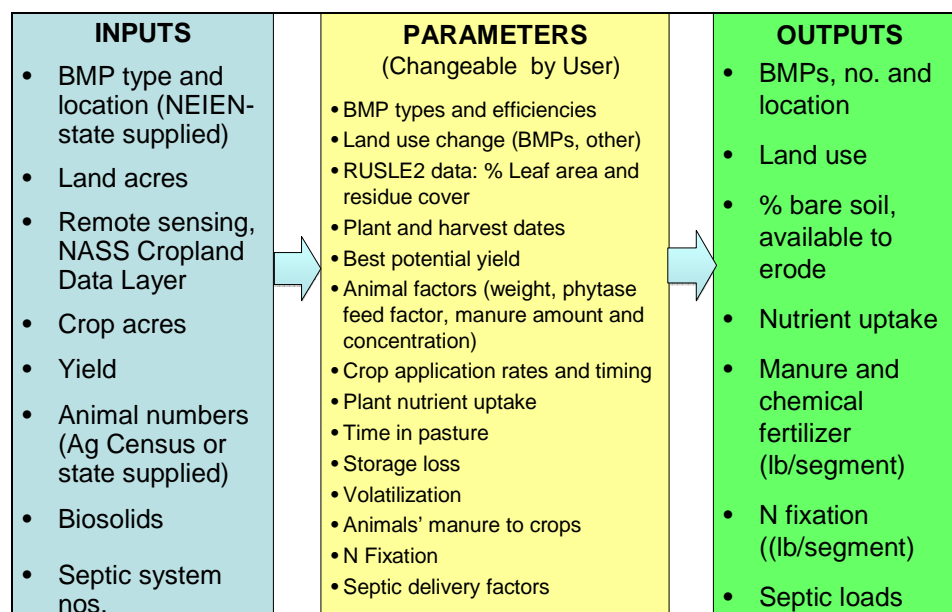 INPUTS
• BMP type and
location (NEIEN-
state supplied)
• Land acres
• Remote sensing,
NASS Cropland
Data Layer
• Crop acres
• Yield
• Animal numbers
(Ag Census or
state supplied)
• Biosolids
• Septic system
nos.
PARAMETERS
(Changeable by User)
• BMP types and efficiencies
• Land use change (BMPs, other)
• RUSLE2 data: % Leaf area and
residue cover
• Plant and harvest dates
• Best potential yield
• Animal factors (weight, phytase
feed factor, manure amount and
concentration)
• Crop application rates and timing
• Plant nutrient uptake
• Time in pasture
• Storage loss
• Volatilization
• Animals' manure to crops
• N Fixation
• Septic delivery factors
OUTPUTS
• BMPs, no. and
location
• Land use
• % bare soil,
available to
erode
• Nutrient uptake
• Manure and
chemical
fertilizer
(lb/segment)
• N fixation
((lb/segment)
• Septic loads